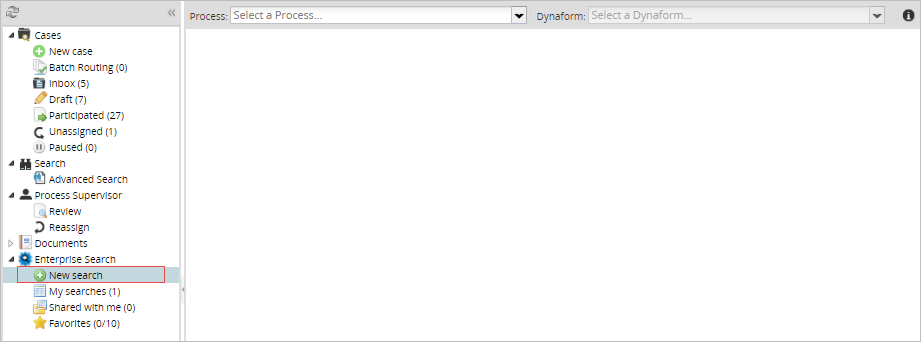 Process: Select a Process... Dynaform: Select a Dynaform...
Cases
New case
Batch Routing (0)
Inbox (5)
Draft (7)
Participated (27)
Unassigned (1)
Paused (0)
Search
Advanced Search
Process Supervisor
Review
Reassign
Documents
Enterprise Search
New search
My searches (1)
Shared with me (0)
Favorites (0/10)